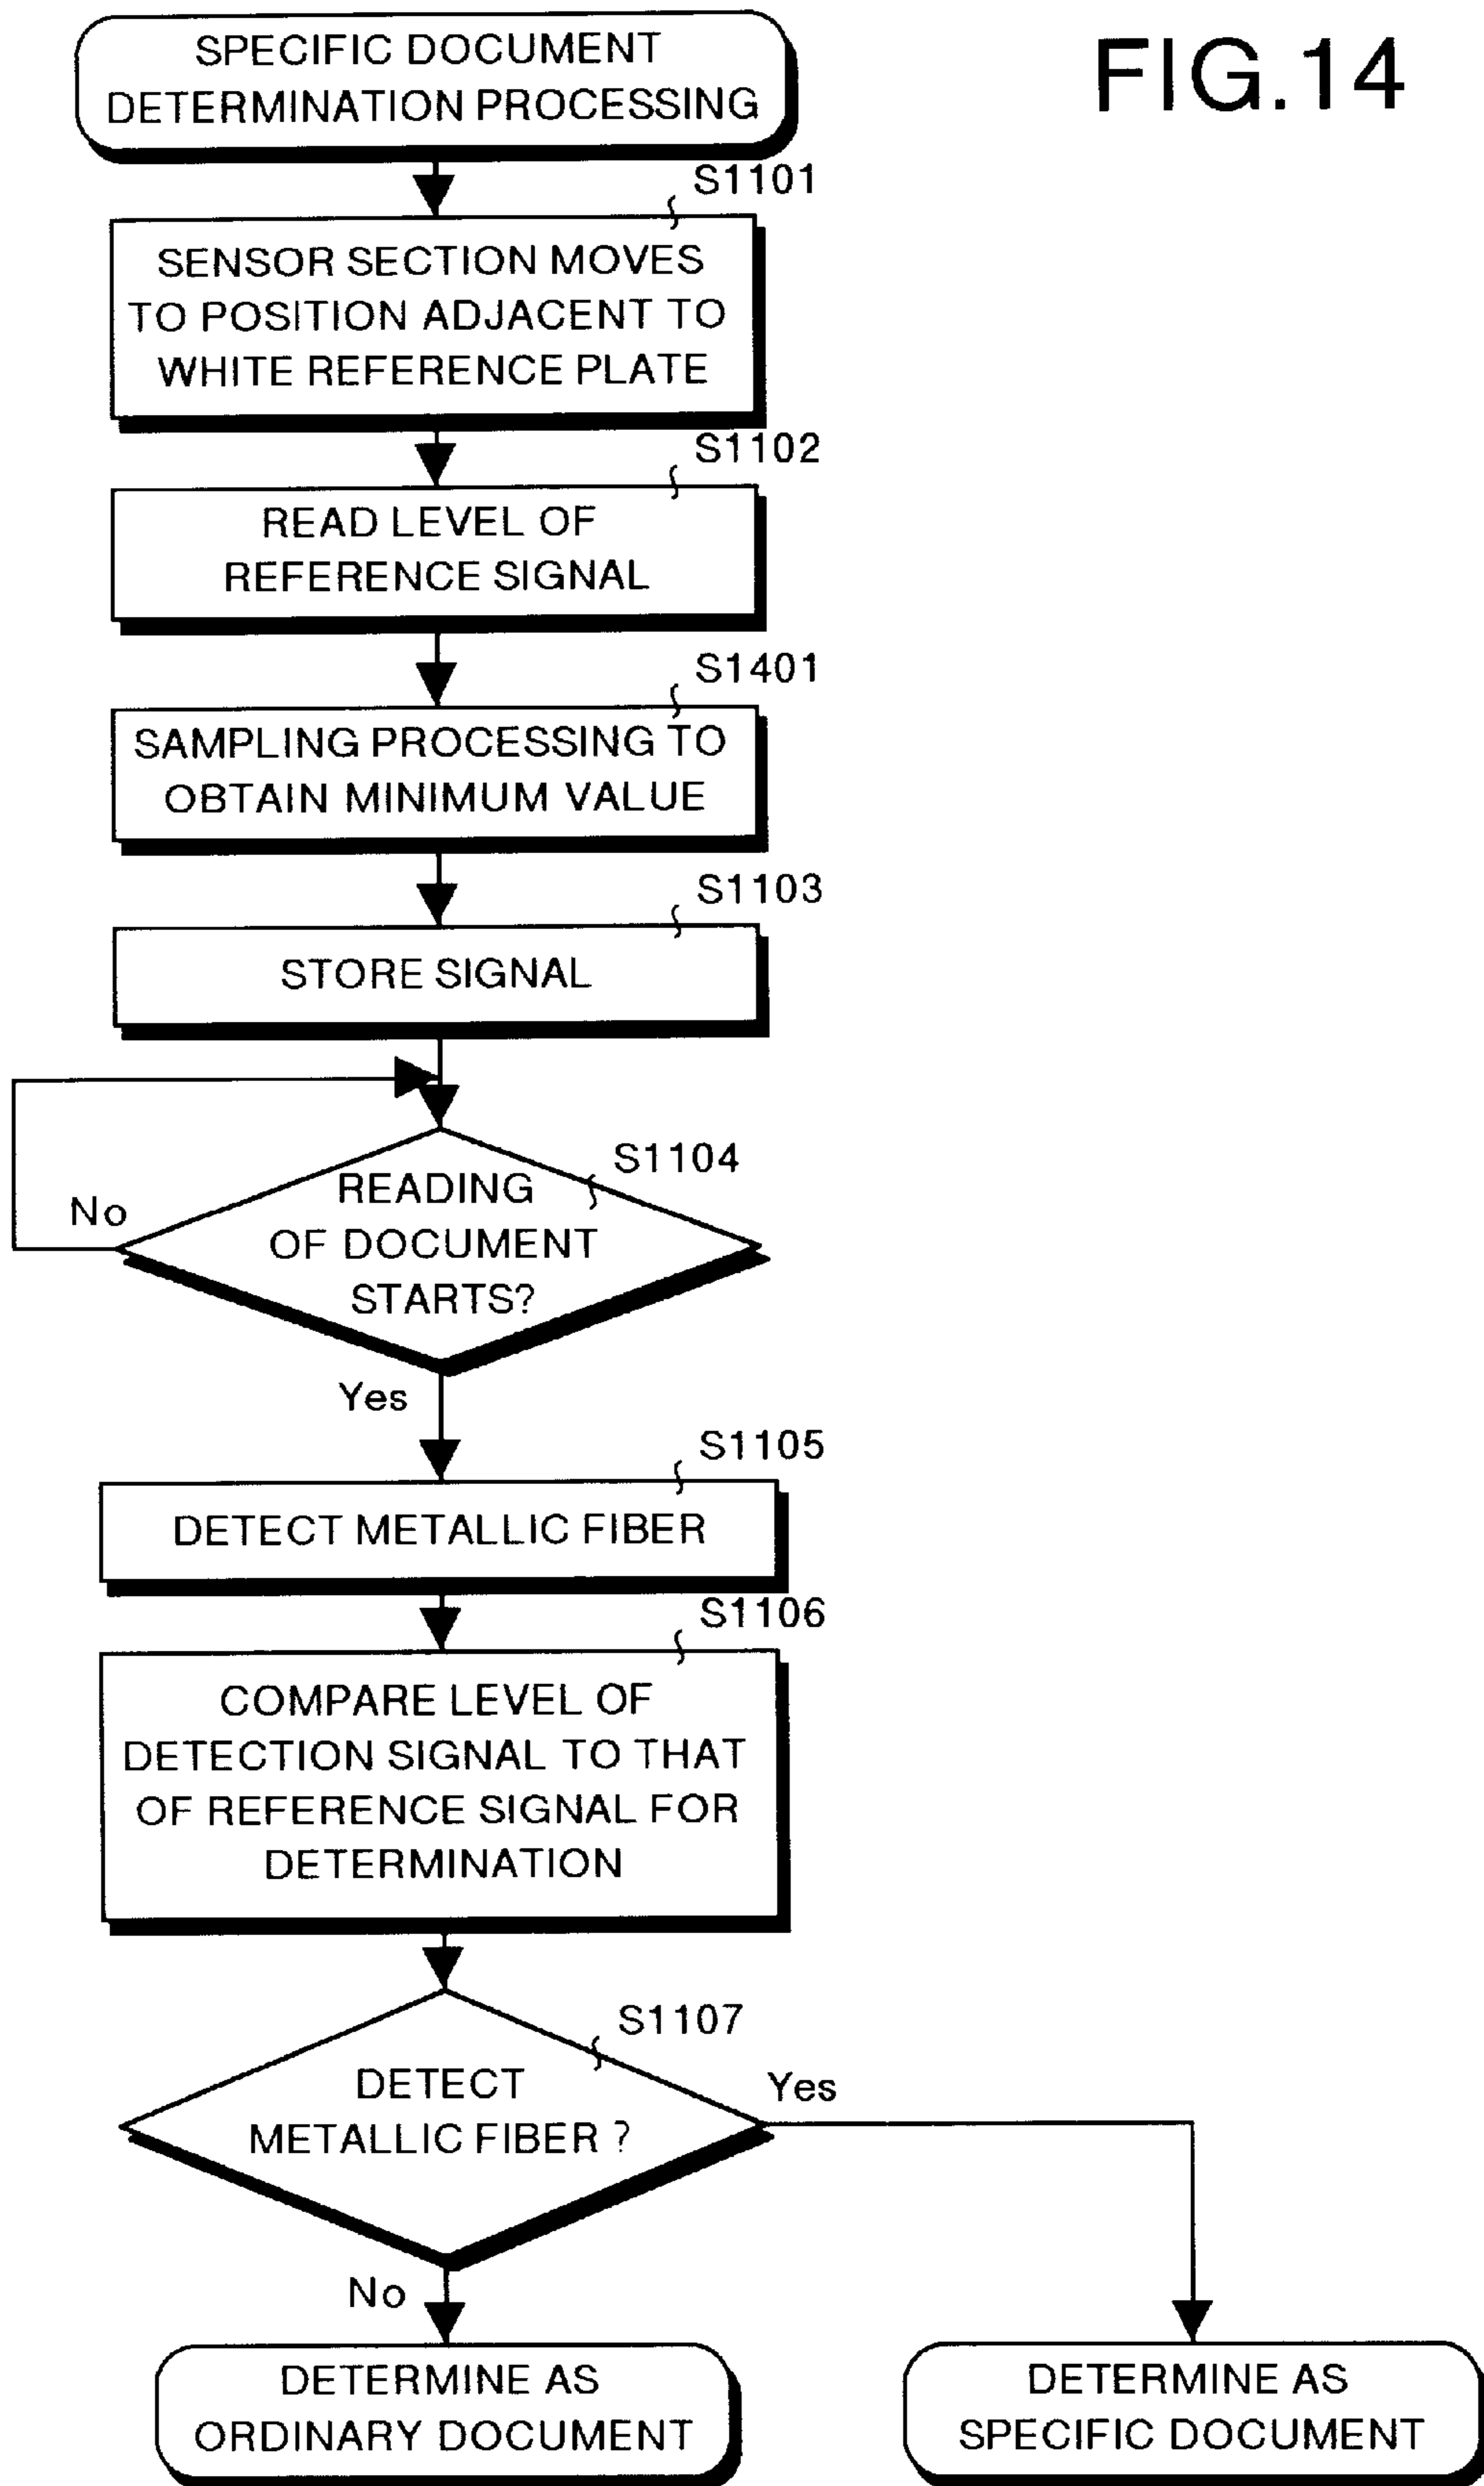 FIG.14
SPECIFIC DOCUMENT
DETERMINATION PROCESSING
S1101
SENSOR SECTION MOVES
TO POSITION ADJACENT TO
WHITE REFERENCE PLATE
S1102
READ LEVEL OF
REFERENCE SIGNAL
S1401
SAMPLING PROCESSING TO
OBTAIN MINIMUM VALUE
S1103
STORE SIGNAL
S1104
READING
OF DOCUMENT
STARTS?
No
Yes
S1105
DETECT METALLIC FIBER
S1106
COMPARE LEVEL OF
DETECTION SIGNAL TO THAT
OF REFERENCE SIGNAL FOR
DETERMINATION
S1107
DETECT
METALLIC FIBER ?
Yes
No
DETERMINE AS
ORDINARY DOCUMENT
DETERMINE AS
SPECIFIC DOCUMENT